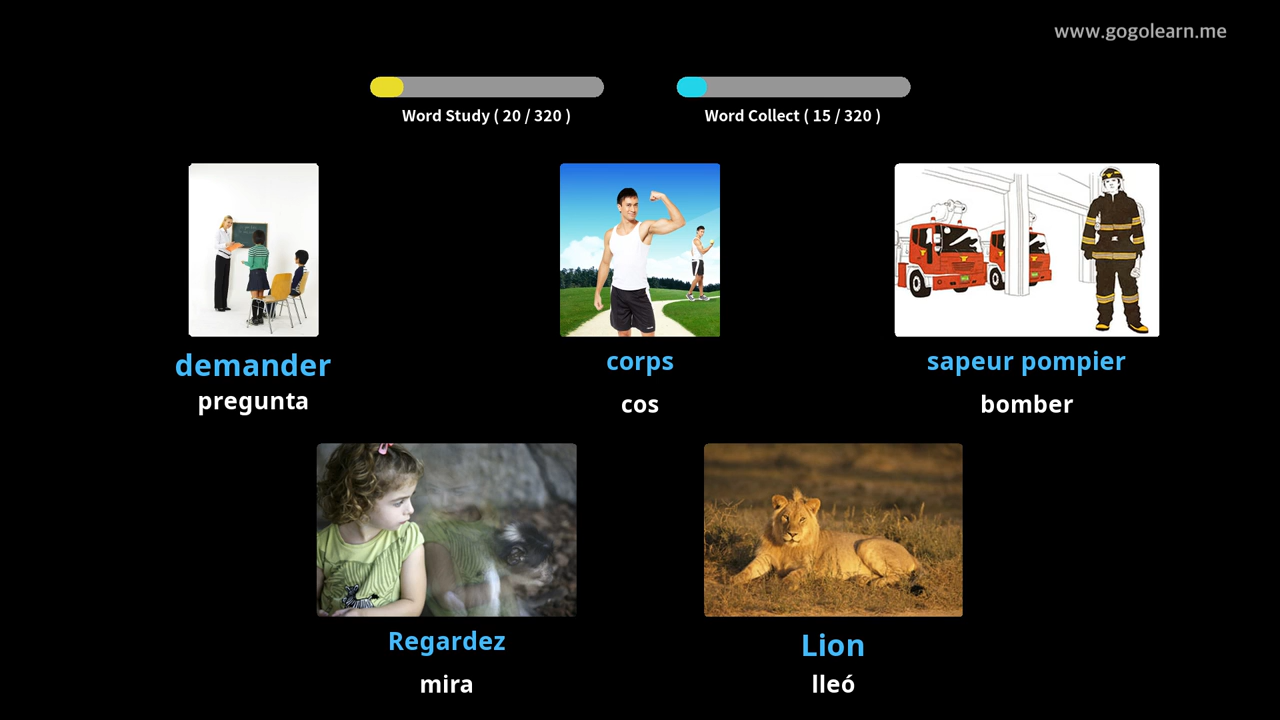 www.gogolearn.me
Word Study ( 20 / 320 )
Word Collect ( 15 / 320 )
demander
pregunta
corps
cos
sapeur pompier
bomber
Regardez
mira
Lion
lleó